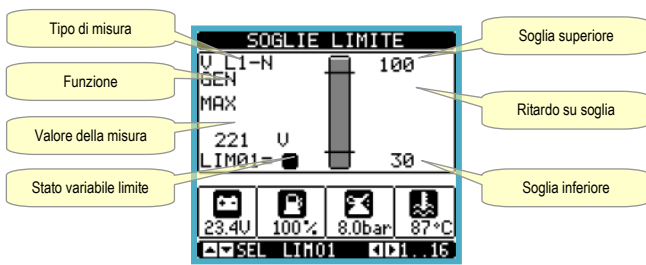 Tipo di misura
Funzione
Valore della misura
Stato variabile limite
SOGLIE LIMITE
V L1-N
GEN
MAX
221 V
LIM01=
100
30
23.4V 100% 8.0bar 87°C
SEL LIM01 1..16
Soglia superiore
Ritardo su soglia
Soglia inferiore